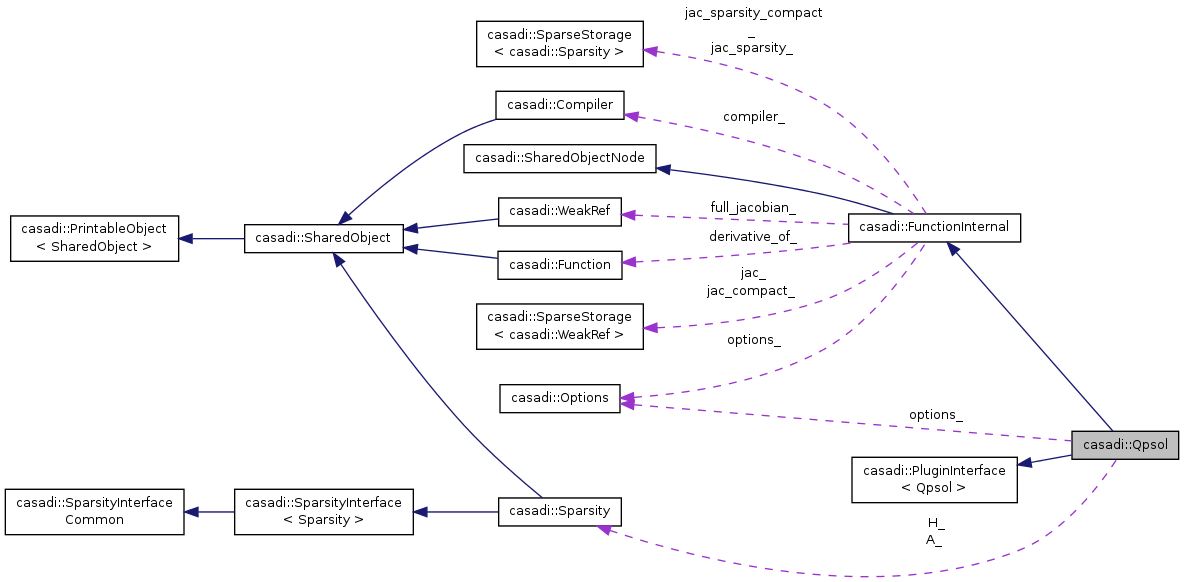 jac_sparsity_compact
_
jac_sparsity_
casadi::SparseStorage
< casadi::Sparsity >
casadi::Compiler
compiler_
casadi::SharedObjectNode
casadi::WeakRef
full_jacobian_
casadi::FunctionInternal
casadi::PrintableObject
< SharedObject >
casadi::SharedObject
derivative_of_
casadi::Function
jac_
jac_compact_
casadi::SparseStorage
< casadi::WeakRef >
options_
casadi::Options
options_
casadi::Qpsol
casadi::PluginInterface
< Qpsol >
casadi::SparsityInterface
Common
casadi::SparsityInterface
< Sparsity >
casadi::Sparsity
H_
A_